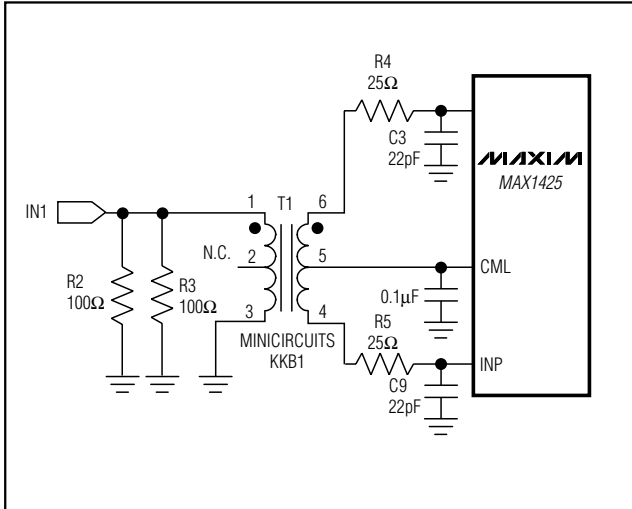 R4
25Ω
C3
22pF
MAXIM
MAX1425
1
T1
6
IN1
N.C.
2
5
CML
R2
100Ω
R3
100Ω
0.1µF
3
4
MINICIRCUITS
KKB1
R5
25Ω
INP
C9
22pF